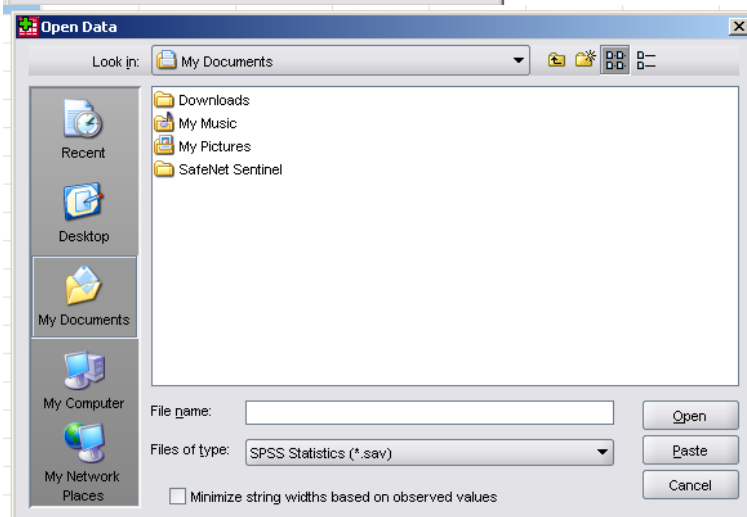 Open Data
Look in: My Documents
Downloads
My Music
My Pictures
SafeNet Sentinel
Recent
Desktop
My Documents
My Computer
My Network
Places
File name:
Open
Files of type: SPSS Statistics (*.sav)
Paste
Minimize string widths based on observed values
Cancel